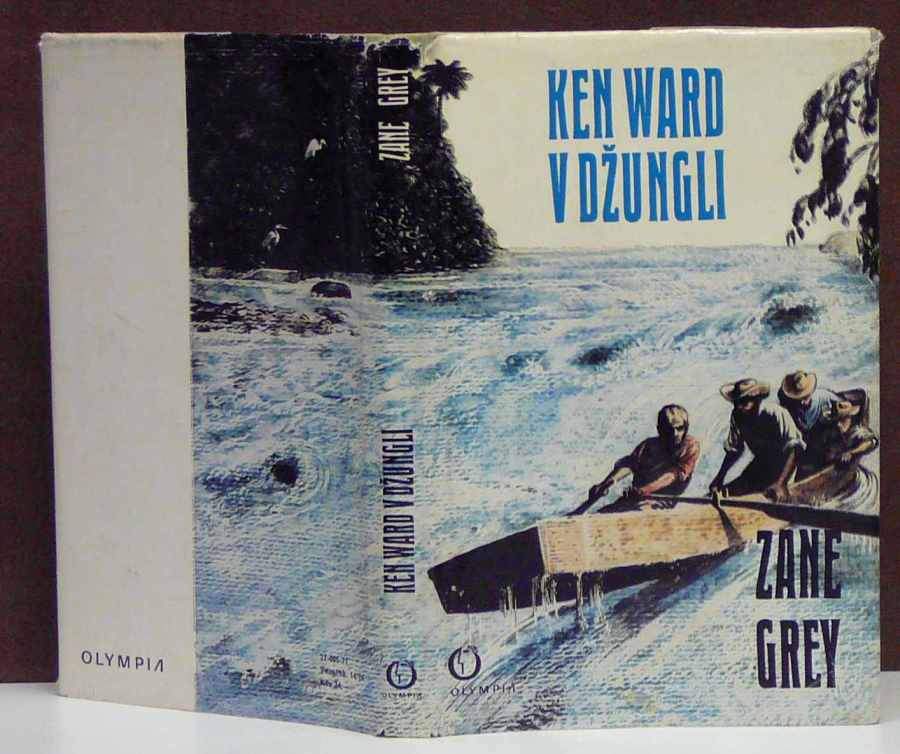 OLYMPIA
ZANE GREY
KEN WARD V DŽUNGLI
OLYMPIA
KEN WARD
V DŽUNGLI
ZANE
GREY
OLYMPIA